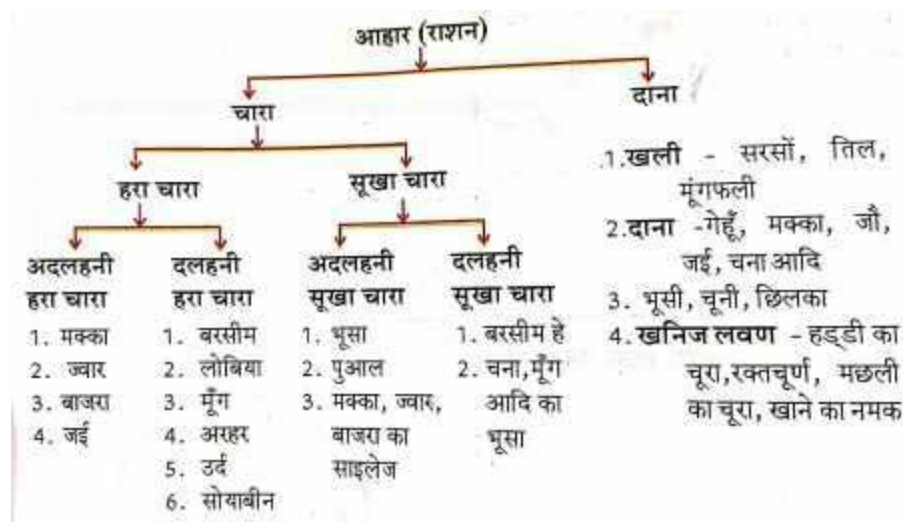 आहार (राशन)
चारा
दाना
हरा चारा
सूखा चारा
अदलहनी
हरा चारा
1. मक्का
2. ज्वार
3. बाजरा
4. जई
दलहनी
हरा चारा
1. बरसीम
2. लोबिया
3. मूँग
4. अरहर
5. उर्द
6. सोयाबीन
अदलहनी
सूखा चारा
1. भूसा
2. पुआल
3. मक्का, ज्वार,
बाजरा का
साइलेज
दलहनी
सूखा चारा
1. बरसीम हे
2. चना,मूँग
आदि का
भूसा
1.खली - सरसों, तिल,
मूंगफली
2.दाना -गेहूँ, मक्का, जौ,
जई, चना आदि
3. भूसी, चूनी, छिलका
4. खनिज लवण - हड्डी का
चूरा,रक्तचूर्ण, मछली
का चूरा, खाने का नमक